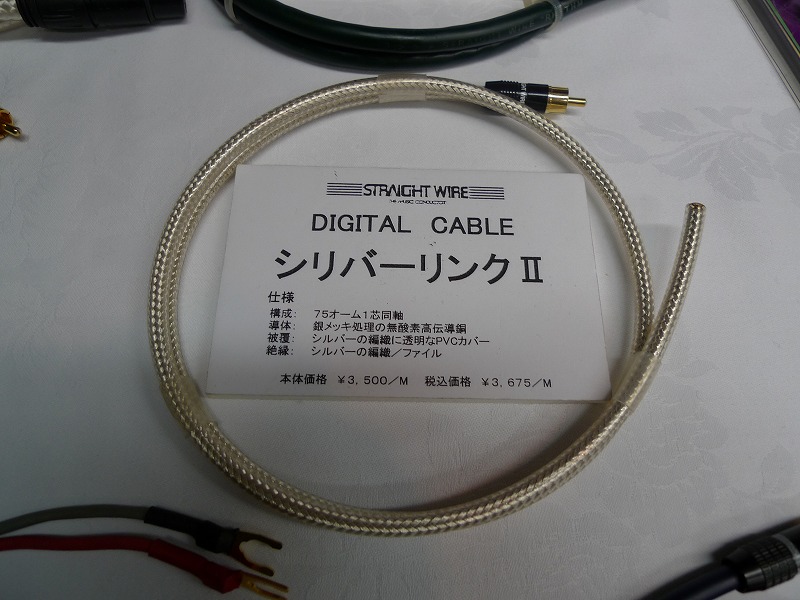 STRAIGHT WIRE
THE MUSIC CONDUCTOR
DIGITAL CABLE
シリバーリンクⅡ
仕様
構成： 75オーム1芯同軸
導体： 銀メッキ処理の無酸素高伝導銅
被覆： シルバーの編織に透明なPVCカバー
絶縁： シルバーの編織／ファイル
本体価格 ￥3,500／M 税込価格 ￥3,675／M